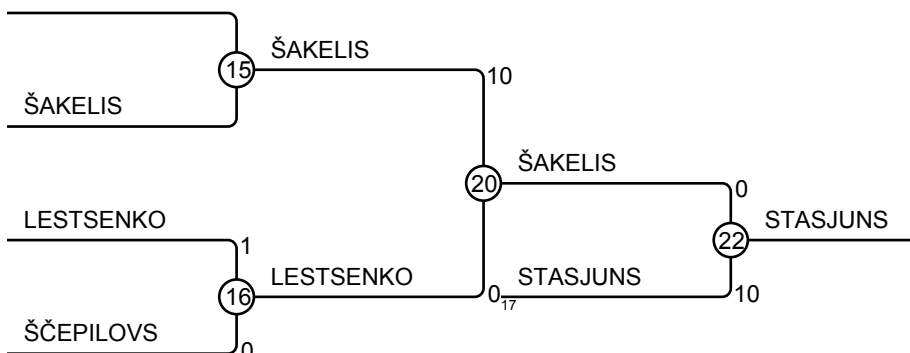 ŠAKELIS
15
10
ŠAKELIS
ŠAKELIS
20
0
LESTSENKO
STASJUNS
1
22
LESTSENKO
STASJUNS
16
0
17
10
ŠČEPILOVS
0